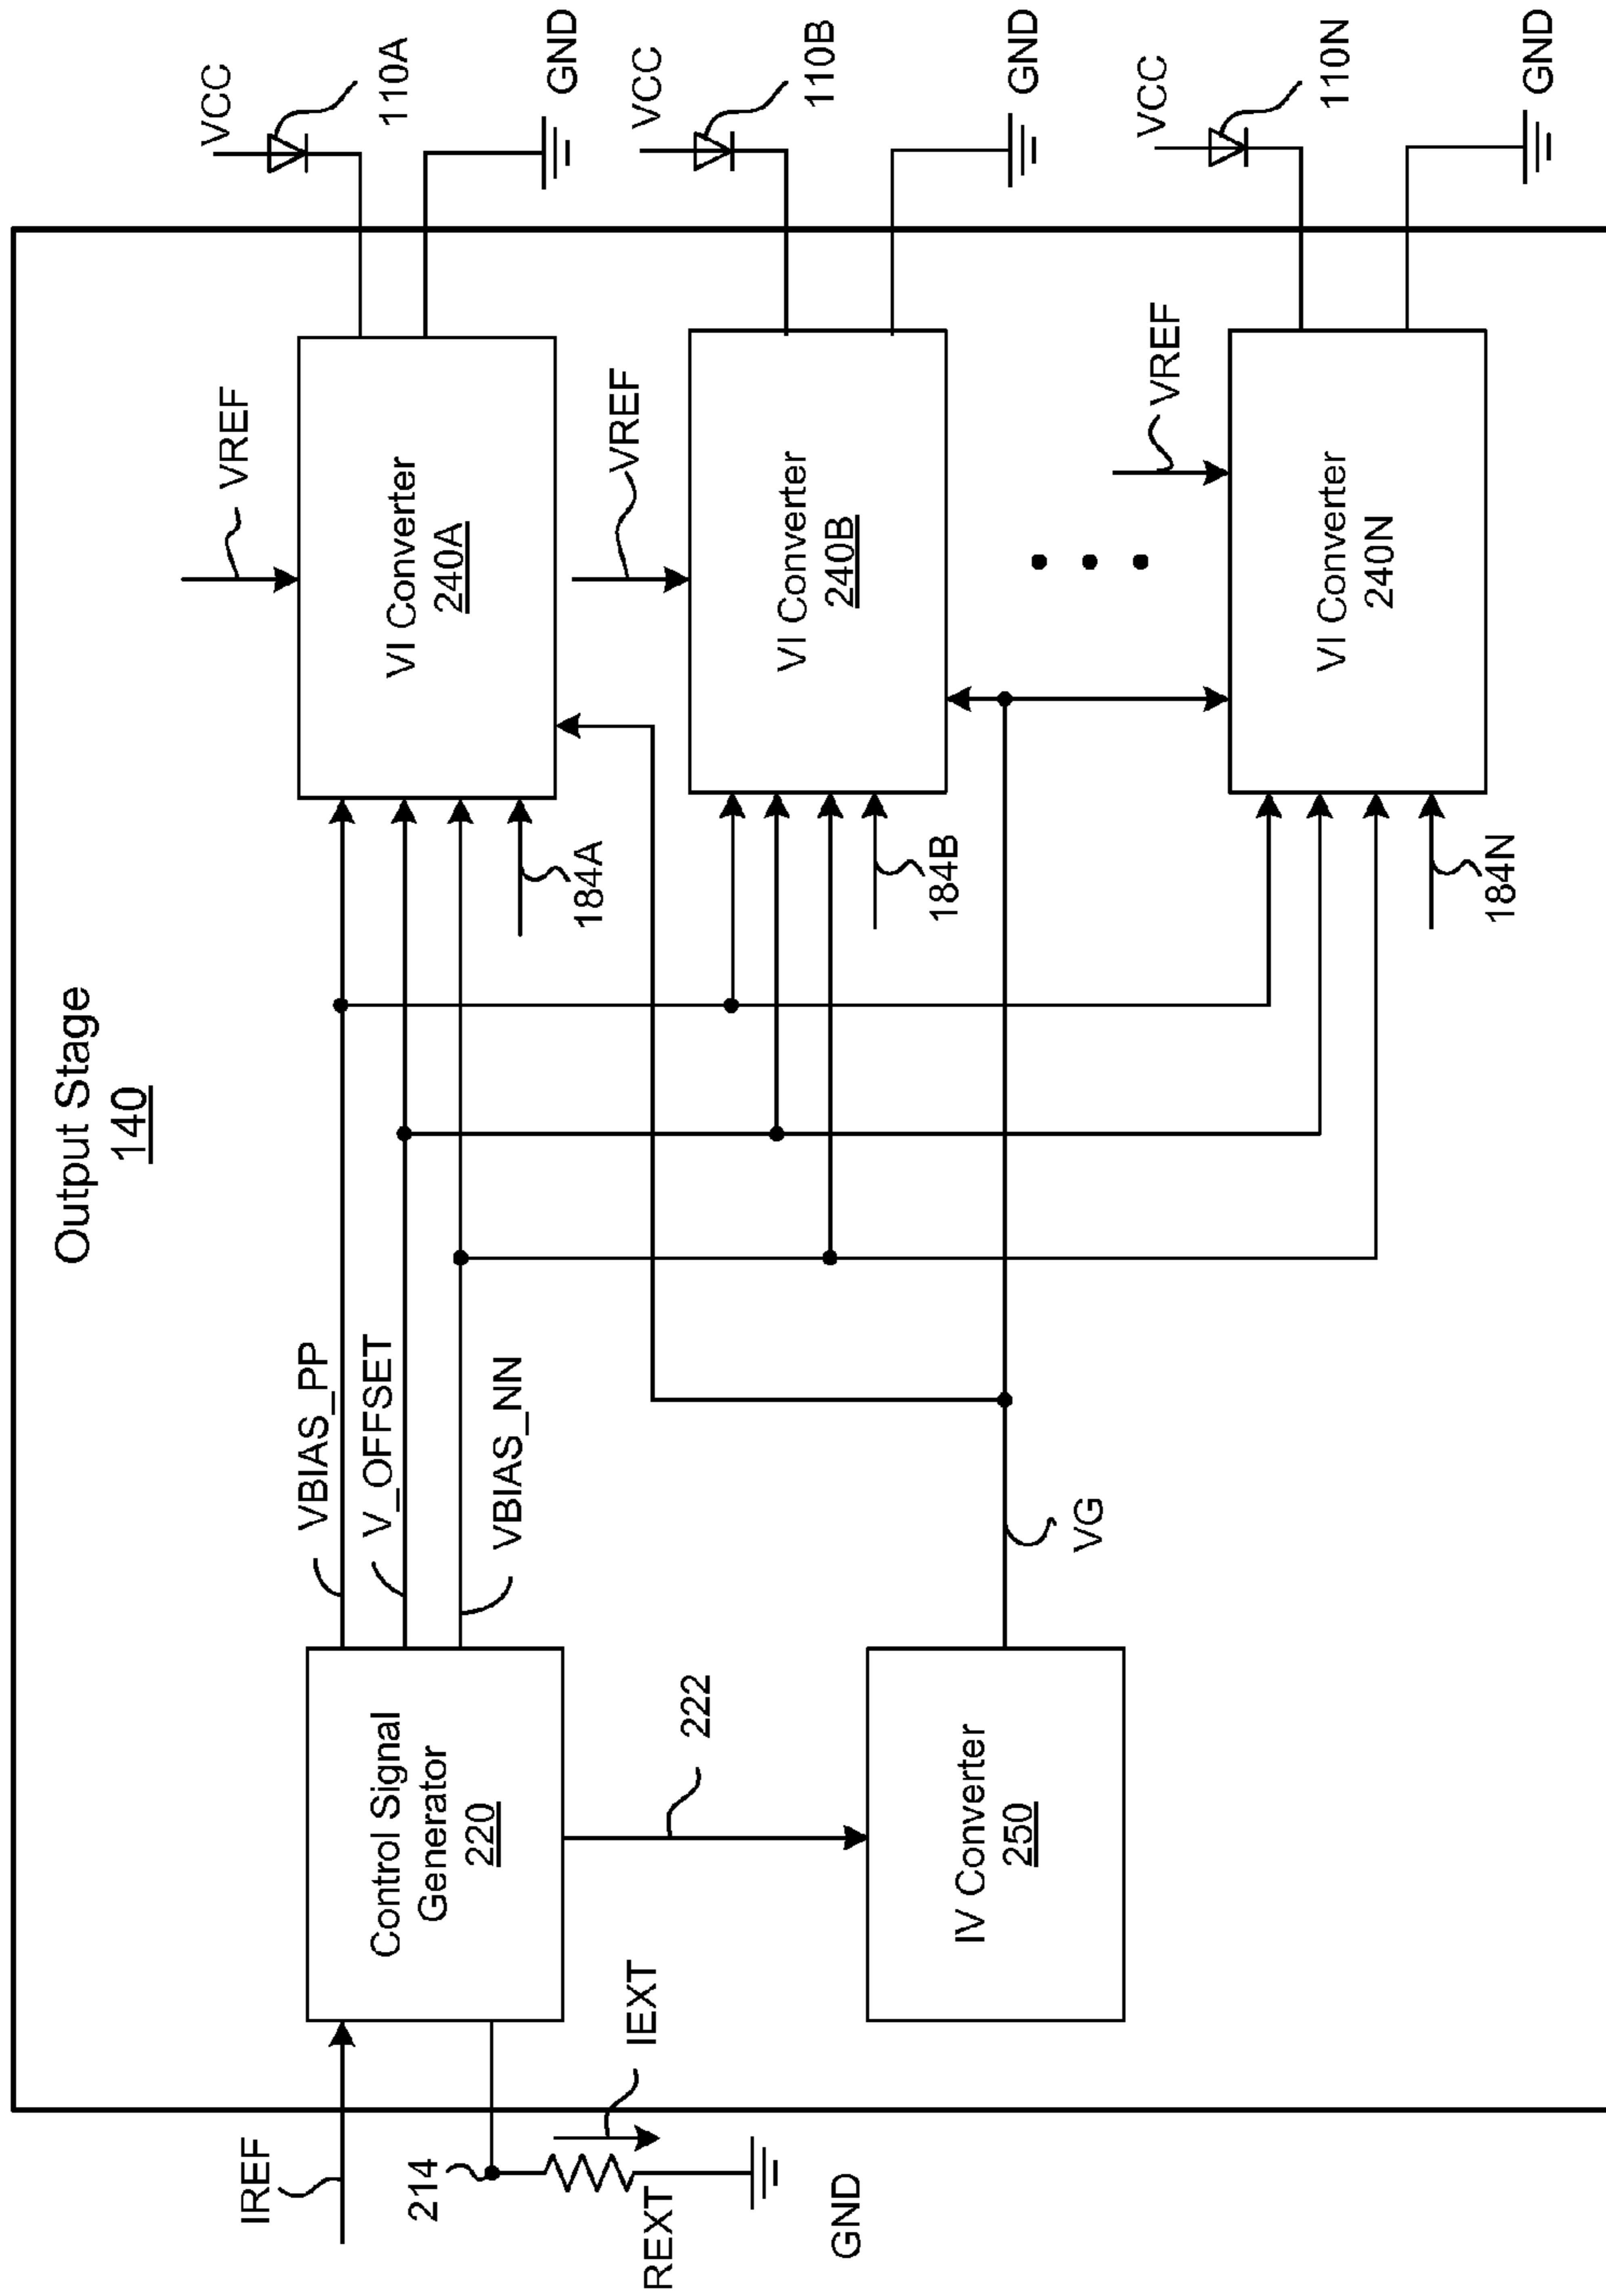 Output Stage
140
IREF
214
REXT
IEXT
GND
Control Signal
Generator
220
222
IV Converter
250
VBIAS_PP
V_OFFSET
VBIAS_NN
VG
VREF
VI Converter
240A
184A
VCC
110A
GND
VREF
VI Converter
240B
184B
VCC
110B
GND
VREF
VI Converter
240N
184N
VCC
110N
GND